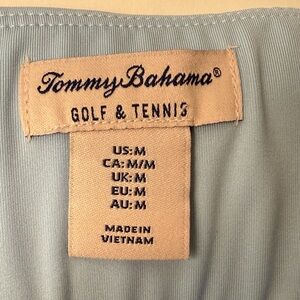 Tommy Bahama®
GOLF & TENNIS
US:M
CA:M/M
UK:M
EU:M
AU:M
MADE IN
VIETNAM